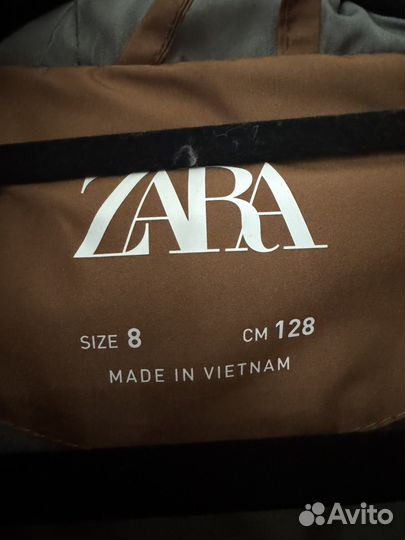 ZARA
SIZE 8 CM 128
MADE IN VIETNAM
Avito